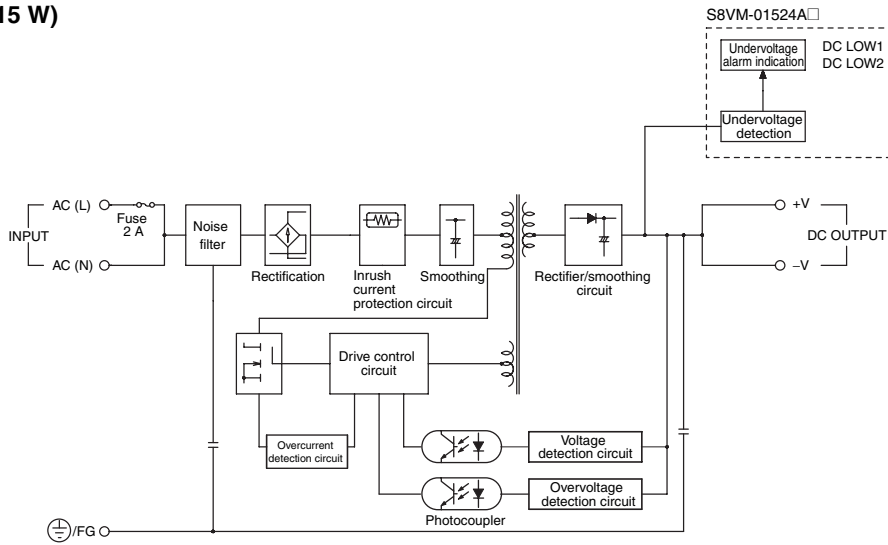 15 W)
S8VM-01524A□
Undervoltage
alarm indication
DC LOW1
DC LOW2
Undervoltage
detection
INPUT
AC (L)
Fuse
2 A
AC (N)
Noise
filter
Rectification
Inrush
current
protection circuit
Smoothing
Rectifier/smoothing
circuit
+V
DC OUTPUT
–V
Drive control
circuit
Overcurrent
detection circuit
Voltage
detection circuit
Overvoltage
detection circuit
Photocoupler
/FG